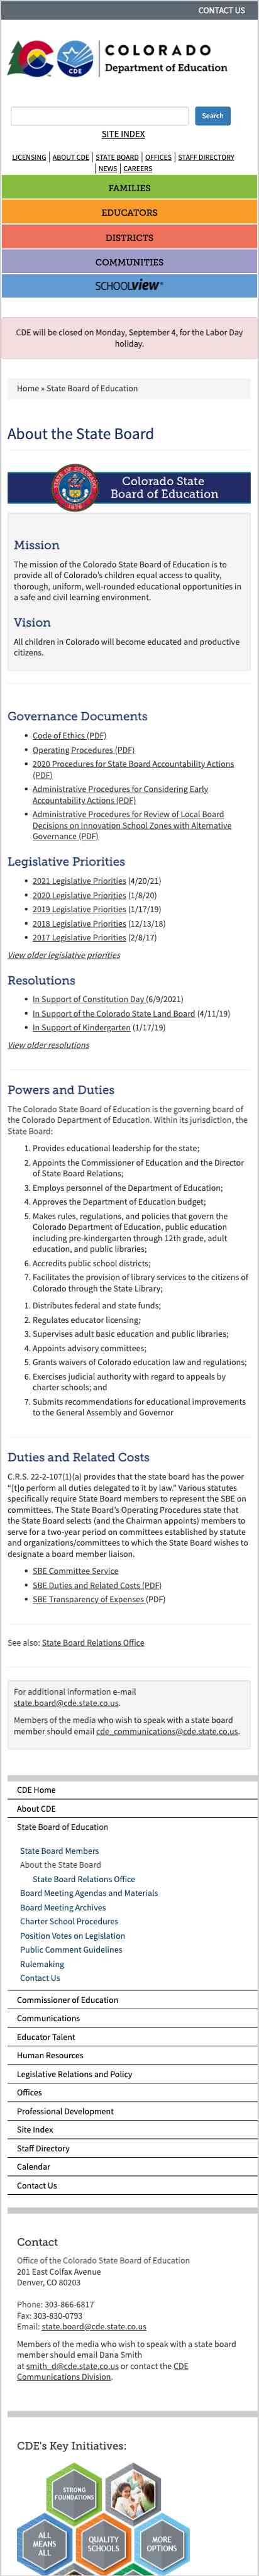 CONTACT US
COLORADO
Department of Education
CDE
Search
SITE INDEX
LICENSING | ABOUT CDE | STATE BOARD | OFFICES | STAFF DIRECTORY
| NEWS | CAREERS
FAMILIES
EDUCATORS
DISTRICTS
COMMUNITIES
SCHOOLVIEW®
CDE will be closed on Monday, September 4, for the Labor Day
holiday.
Home » State Board of Education
About the State Board
Colorado State
Board of Education
Mission
The mission of the Colorado State Board of Education is to
provide all of Colorado's children equal access to quality,
thorough, uniform, well-rounded educational opportunities in
a safe and civil learning environment.
Vision
All children in Colorado will become educated and productive
citizens.
Governance Documents
• Code of Ethics (PDF)
• Operating Procedures (PDF)
• 2020 Procedures for State Board Accountability Actions
(PDF)
• Administrative Procedures for Considering Early
Accountability Actions (PDF)
• Administrative Procedures for Review of Local Board
Decisions on Innovation School Zones with Alternative
Governance (PDF)
Legislative Priorities
• 2021 Legislative Priorities (4/20/21)
• 2020 Legislative Priorities (1/8/20)
• 2019 Legislative Priorities (1/17/19)
• 2018 Legislative Priorities (12/13/18)
• 2017 Legislative Priorities (2/8/17)
View older legislative priorities
Resolutions
• In Support of Constitution Day (6/9/2021)
• In Support of the Colorado State Land Board (4/11/19)
• In Support of Kindergarten (1/17/19)
View older resolutions
Powers and Duties
The Colorado State Board of Education is the governing board of
the Colorado Department of Education. Within its jurisdiction, the
State Board:
1. Provides educational leadership for the state;
2. Appoints the Commissioner of Education and the Director
of State Board Relations;
3. Employs personnel of the Department of Education;
4. Approves the Department of Education budget;
5. Makes rules, regulations, and policies that govern the
Colorado Department of Education, public education
including pre-kindergarten through 12th grade, adult
education, and public libraries;
6. Accredits public school districts;
7. Facilitates the provision of library services to the citizens of
Colorado through the State Library;
1. Distributes federal and state funds;
2. Regulates educator licensing;
3. Supervises adult basic education and public libraries;
4. Appoints advisory committees;
5. Grants waivers of Colorado education law and regulations;
6. Exercises judicial authority with regard to appeals by
charter schools; and
7. Submits recommendations for educational improvements
to the General Assembly and Governor
Duties and Related Costs
C.R.S. 22-2-107(1)(a) provides that the state board has the power
“[t]o perform all duties delegated to it by law.” Various statutes
specifically require State Board members to represent the SBE on
committees. The State Board's Operating Procedures state that
the State Board selects (and the Chairman appoints) members to
serve for a two-year period on committees established by statute
and organizations/committees to which the State Board wishes to
designate a board member liaison.
• SBE Committee Service
• SBE Duties and Related Costs (PDF)
• SBE Transparency of Expenses (PDF)
See also: State Board Relations Office
For additional information e-mail
state.board@cde.state.co.us.
Members of the media who wish to speak with a state board
member should email cde_communications@cde.state.co.us.
CDE Home
About CDE
State Board of Education
State Board Members
About the State Board
State Board Relations Office
Board Meeting Agendas and Materials
Board Meeting Archives
Charter School Procedures
Position Votes on Legislation
Public Comment Guidelines
Rulemaking
Contact Us
Commissioner of Education
Communications
Educator Talent
Human Resources
Legislative Relations and Policy
Offices
Professional Development
Site Index
Staff Directory
Calendar
Contact Us
Contact
Office of the Colorado State Board of Education
201 East Colfax Avenue
Denver, CO 80203
Phone: 303-866-6817
Fax: 303-830-0793
Email: state.board@cde.state.co.us
Members of the media who wish to speak with a state board
member should email Dana Smith
at smith_d@cde.state.co.us or contact the CDE
Communications Division.
CDE's Key Initiatives:
STRONG
FOUNDATIONS
ALL
MEANS
ALL
QUALITY
SCHOOLS
MORE
OPTIONS